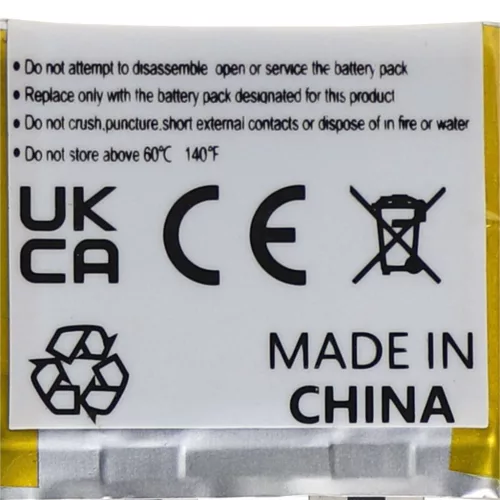 • Do not attempt to disassemble open or service the battery pack
• Replace only with the battery pack designated for this product
• Do not crush,puncture.short external contacts or dispose of in fire or water
• Do not store above 60℃ 140℉
UK
CA
CE
MADE IN
CHINA